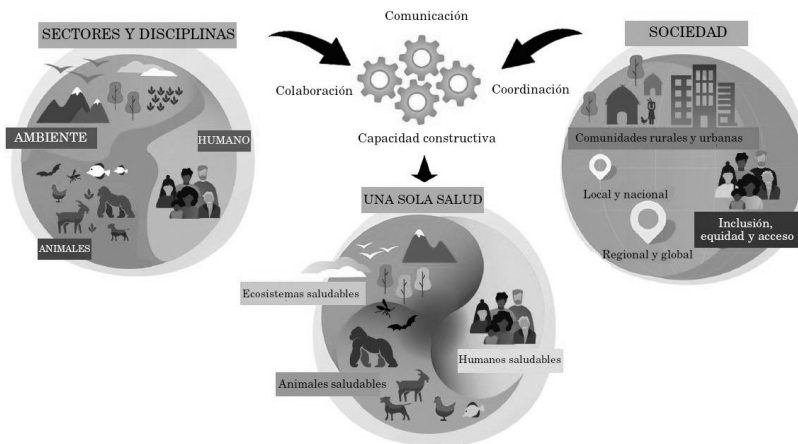 SECTORES Y DISCIPLINAS
AMBIENTE
HUMANO
ANIMALES
Comunicación
Colaboración
Coordinación
Capacidad constructiva
SOCIEDAD
Comunidades rurales y urbanas
Local y nacional
Regional y global
Inclusión,
equidad y acceso
UNA SOLA SALUD
Ecosistemas saludables
Humanos saludables
Animales saludables